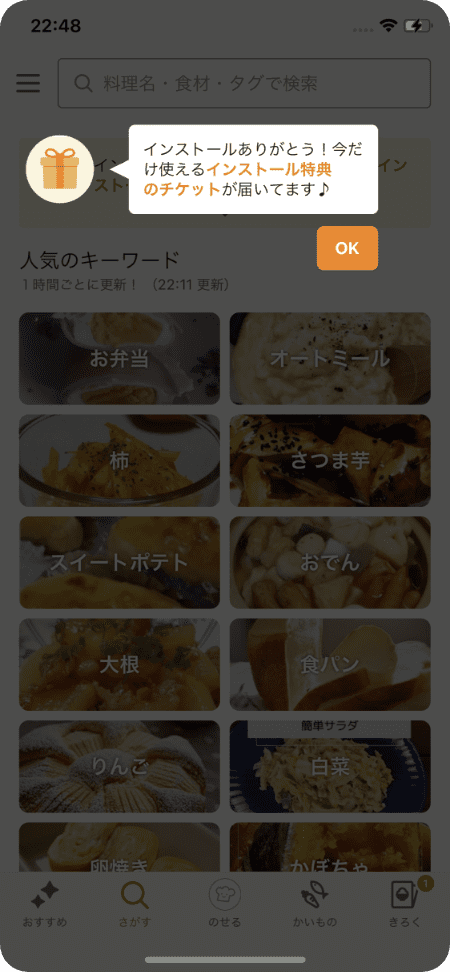 22:48
料理名・食材・タグで検索
インストールありがとう！今だ
け使えるインストール特典
のチケットが届いてます♪
OK
人気のキーワード
1時間ごとに更新！ （22:11 更新）
お弁当
オートミール
柿
さつま芋
スイートポテト
おでん
大根
食パン
りんご
簡単サラダ
白菜
卵焼き
かぼちゃ
1
おすすめ
さがす
のせる
かいもの
きろく